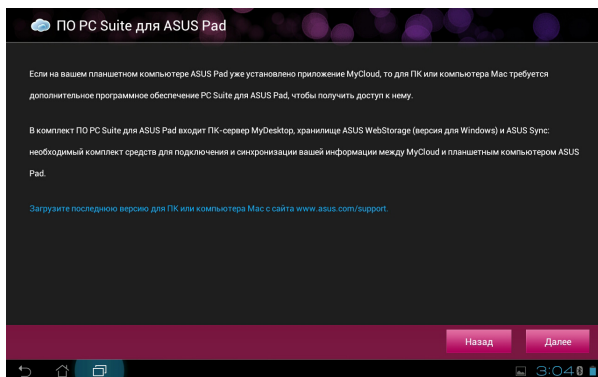 ПО PC Suite для ASUS Pad
Если на вашем планшетном компьютере ASUS Pad уже установлено приложение MyCloud, то для ПК или компьютера Mac требуется
дополнительное программное обеспечение PC Suite для ASUS Pad, чтобы получить доступ к нему.
В комплект ПО PC Suite для ASUS Pad входит ПК-сервер MyDesktop, хранилище ASUS WebStorage (версия для Windows) и ASUS Sync:
необходимый комплект средств для подключения и синхронизации вашей информации между MyCloud и планшетным компьютером ASUS
Pad.
Загрузите последнюю версию для ПК или компьютера Mac с сайта www.asus.com/support.
Назад Далее
3:04